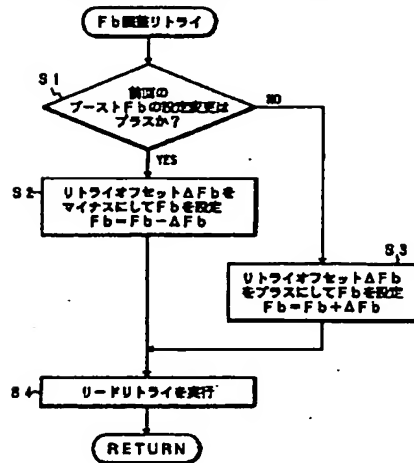 Fb調整リトライ
S1
前回の
ブーストFbの設定変更は
プラスか?
NO
YES
S2
リトライオフセットΔFbを
マイナスにしてFbを設定
Fb=Fb-ΔFb
S3
リトライオフセットΔFb
をプラスにしてFbを設定
Fb=Fb+ΔFb
S4
リードリトライを実行
RETURN